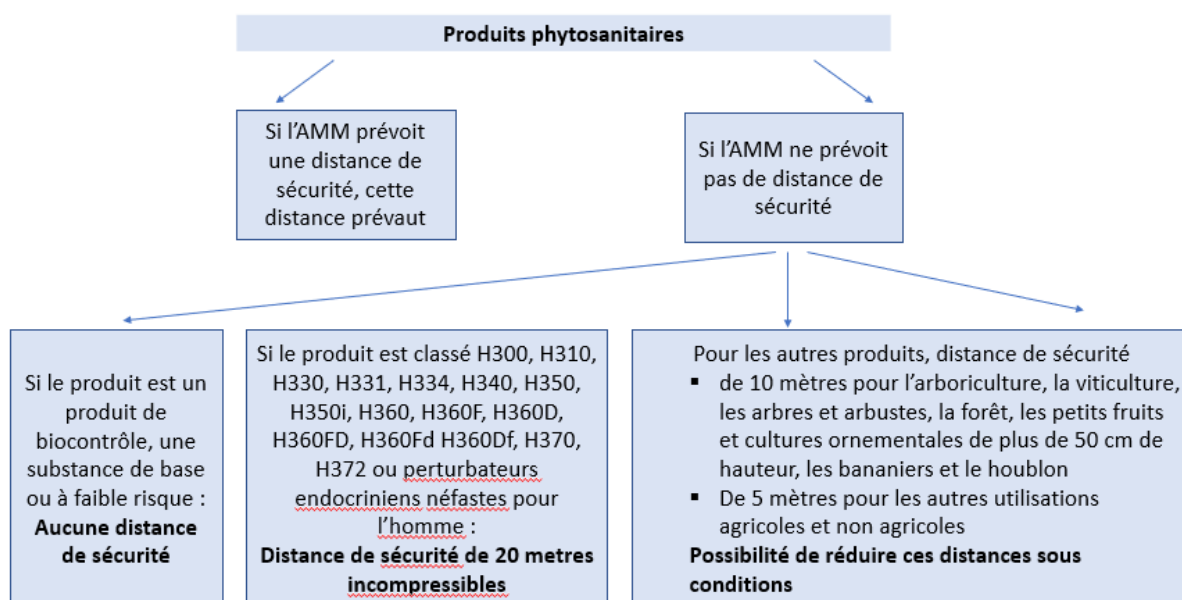 Produits phytosanitaires
Si l’AMM prévoit
une distance de
sécurité, cette
distance prévaut
Si l’AMM ne prévoit
pas de distance de
sécurité
Si le produit est un
produit de
biocontrôle, une
substance de base
ou à faible risque :
Aucune distance
de sécurité
Si le produit est classé H300, H310,
H330, H331, H334, H340, H350,
H350i, H360, H360F, H360D,
H360FD, H360Fd H360Df, H370,
H372 ou perturbateurs
endocriniens néfastes pour
l’homme :
Distance de sécurité de 20 metres
incompressibles
Pour les autres produits, distance de sécurité
▪ de 10 mètres pour l’arboriculture, la viticulture,
les arbres et arbustes, la forêt, les petits fruits
et cultures ornementales de plus de 50 cm de
hauteur, les bananiers et le houblon
▪ De 5 mètres pour les autres utilisations
agricoles et non agricoles
Possibilité de réduire ces distances sous
conditions